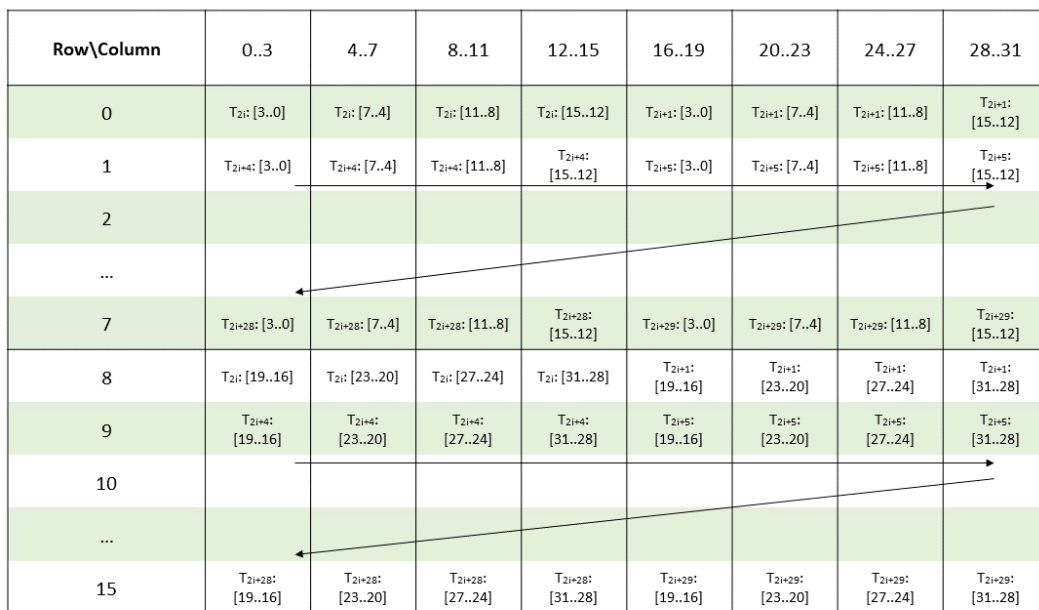 Row\Column 0..3 4..7 8..11 12..15 16..19 20..23 24..27 28..31
0 T2i: [3..0] T2i: [7..4] T2i: [11..8] T2i: [15..12] T2i+1: [3..0] T2i+1: [7..4] T2i+1: [11..8] T2i+1: [15..12]
1 T2i+4: [3..0] T2i+4: [7..4] T2i+4: [11..8] T2i+4: [15..12] T2i+5: [3..0] T2i+5: [7..4] T2i+5: [11..8] T2i+5: [15..12]
2
...
7 T2i+28: [3..0] T2i+28: [7..4] T2i+28: [11..8] T2i+28: [15..12] T2i+29: [3..0] T2i+29: [7..4] T2i+29: [11..8] T2i+29: [15..12]
8 T2i: [19..16] T2i: [23..20] T2i: [27..24] T2i: [31..28] T2i+1: [19..16] T2i+1: [23..20] T2i+1: [27..24] T2i+1: [31..28]
9 T2i+4: [19..16] T2i+4: [23..20] T2i+4: [27..24] T2i+4: [31..28] T2i+5: [19..16] T2i+5: [23..20] T2i+5: [27..24] T2i+5: [31..28]
10
...
15 T2i+28: [19..16] T2i+28: [23..20] T2i+28: [27..24] T2i+28: [31..28] T2i+29: [19..16] T2i+29: [23..20] T2i+29: [27..24] T2i+29: [31..28]